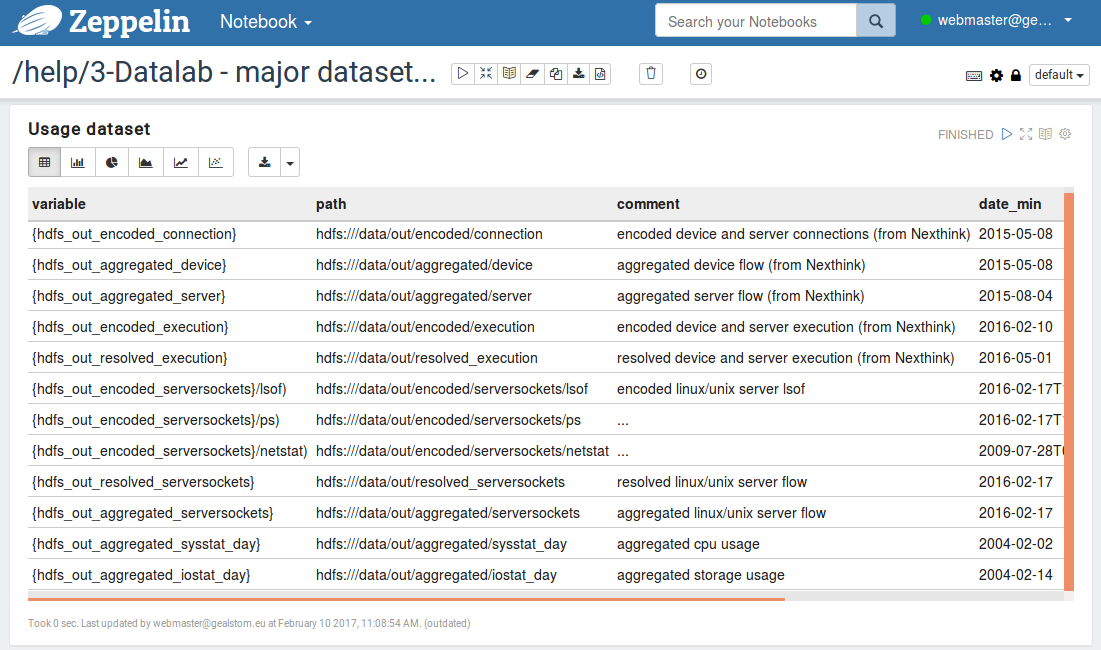 Zeppelin Notebook Search your Notebooks webmaster@ge...
/help/3-Datalab - major dataset... default
Usage dataset FINISHED
variable path comment date_min
{hdfs_out_encoded_connection} hdfs:///data/out/encoded/connection encoded device and server connections (from Nexthink) 2015-05-08
{hdfs_out_aggregated_device} hdfs:///data/out/aggregated/device aggregated device flow (from Nexthink) 2015-05-08
{hdfs_out_aggregated_server} hdfs:///data/out/aggregated/server aggregated server flow (from Nexthink) 2015-08-04
{hdfs_out_encoded_execution} hdfs:///data/out/encoded/execution encoded device and server execution (from Nexthink) 2016-02-10
{hdfs_out_resolved_execution} hdfs:///data/out/resolved_execution resolved device and server execution (from Nexthink) 2016-05-01
{hdfs_out_encoded_serversockets}/lsof) hdfs:///data/out/encoded/serversockets/lsof encoded linux/unix server lsof 2016-02-17T
{hdfs_out_encoded_serversockets}/ps) hdfs:///data/out/encoded/serversockets/ps ... 2016-02-17T
{hdfs_out_encoded_serversockets}/netstat) hdfs:///data/out/encoded/serversockets/netstat ... 2009-07-28T
{hdfs_out_resolved_serversockets} hdfs:///data/out/resolved_serversockets resolved linux/unix server flow 2016-02-17
{hdfs_out_aggregated_serversockets} hdfs:///data/out/aggregated/serversockets aggregated linux/unix server flow 2016-02-17
{hdfs_out_aggregated_sysstat_day} hdfs:///data/out/aggregated/sysstat_day aggregated cpu usage 2004-02-02
{hdfs_out_aggregated_iostat_day} hdfs:///data/out/aggregated/iostat_day aggregated storage usage 2004-02-14
Took 0 sec. Last updated by webmaster@gealstom.eu at February 10 2017, 11:08:54 AM. (outdated)